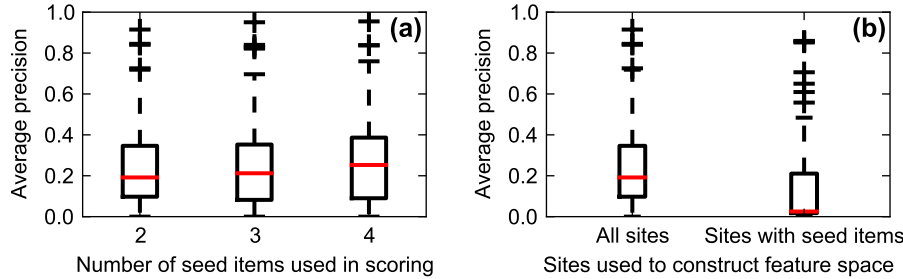 1.0
0.8
0.6
0.4
0.2
0.0
Average precision
(a)
2 3 4
Number of seed items used in scoring
1.0
0.8
0.6
0.4
0.2
0.0
Average precision
(b)
All sites Sites with seed items
Sites used to construct feature space